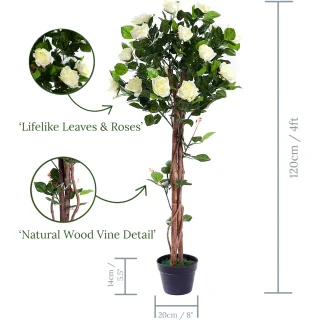 'Lifelike Leaves & Roses'
'Natural Wood Vine Detail'
120cm / 4ft
14cm / 5.5"
20cm / 8"